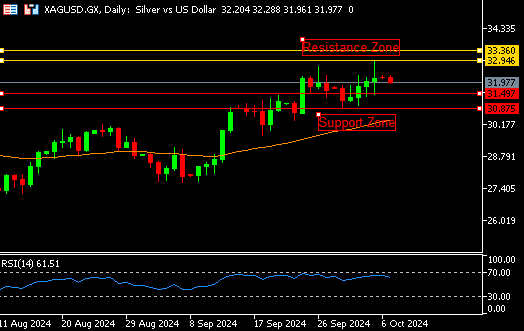 XAGUSD.GX, Daily: Silver vs US Dollar 32.204 32.288 31.961 31.977 0
34.335
Resistance Zone
33.360
32.946
31.977
31.497
30.875
Support Zone
30.177
28.791
27.405
26.019
RSI(14) 61.51
100.00
70.00
30.00
0.00
11 Aug 2024 20 Aug 2024 29 Aug 2024 8 Sep 2024 17 Sep 2024 26 Sep 2024 6 Oct 2024